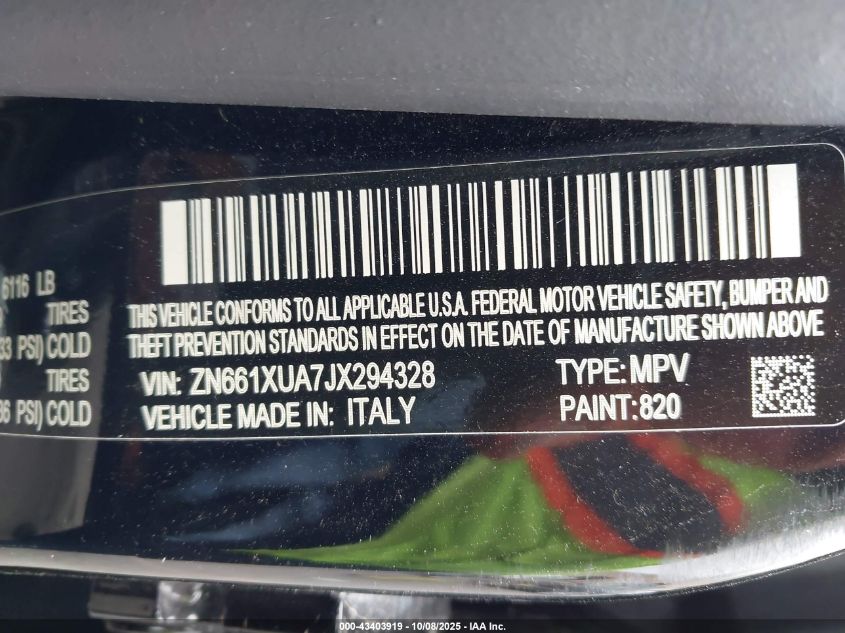 6116 LB
TIRES
33 PSI) COLD
TIRES
36 PSI) COLD
THIS VEHICLE CONFORMS TO ALL APPLICABLE U.S.A. FEDERAL MOTOR VEHICLE SAFETY, BUMPER AND
THEFT PREVENTION STANDARDS IN EFFECT ON THE DATE OF MANUFACTURE SHOWN ABOVE
VIN: ZN661XUA7JX294328 TYPE: MPV
VEHICLE MADE IN: ITALY PAINT: 820
000-43403919 - 10/08/2025 - IAA Inc.